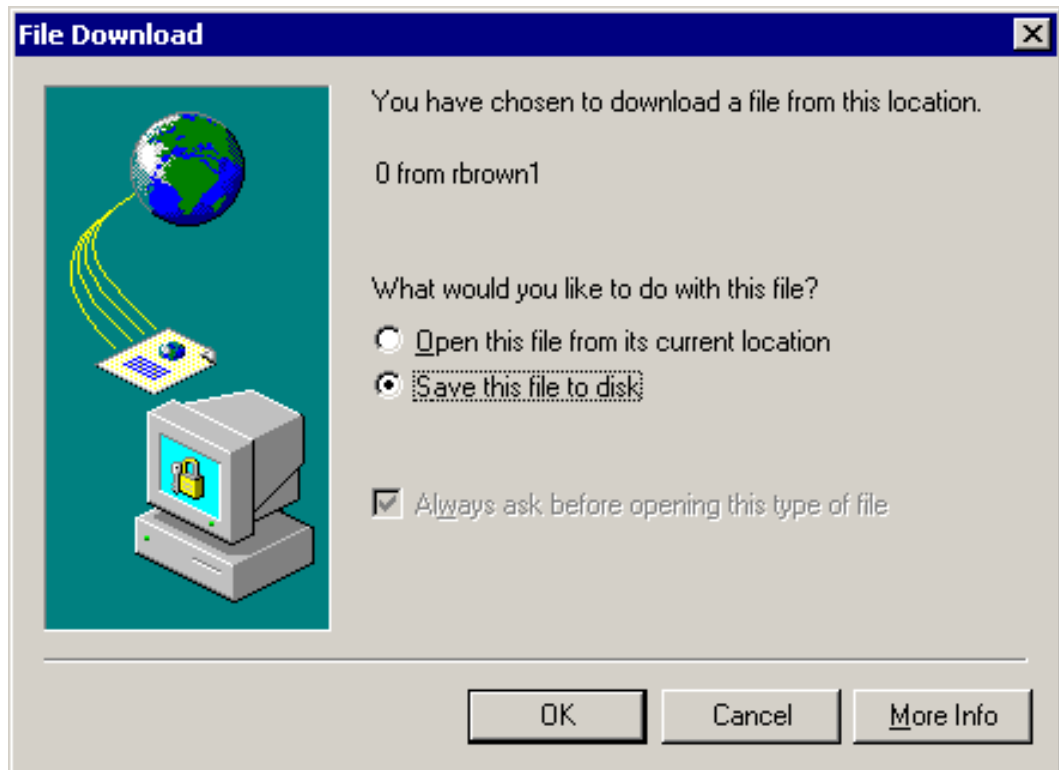 File Download
You have chosen to download a file from this location.
0 from rbrown1
What would you like to do with this file?
Open this file from its current location
Save this file to disk
Always ask before opening this type of file
OK
Cancel
More Info